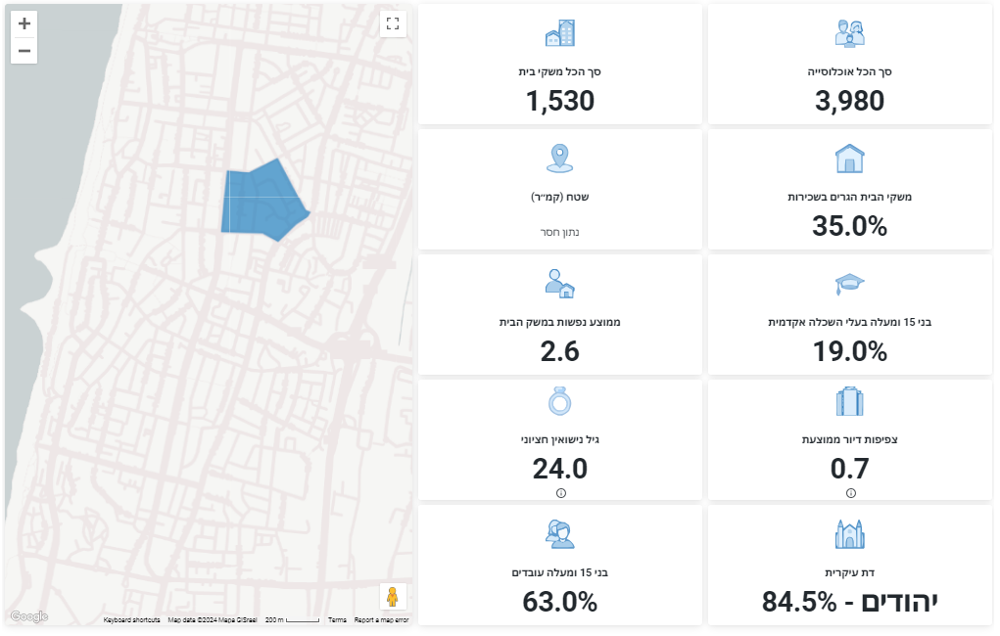 סך הכל אוכלוסייה
3,980
סך הכל משקי בית
1,530
משקי הבית הגרים בשכירות
35.0%
שטח (קמ״ר)
נתון חסר
בני 15 ומעלה בעלי השכלה אקדמית
19.0%
ממוצע נפשות במשק הבית
2.6
צפיפות דיור ממוצעת
0.7
גיל נישואין חציוני
24.0
דת עיקרית
יהודים - 84.5%
בני 15 ומעלה עובדים
63.0%
Google
Keyboard shortcuts Map data ©2024 Mapa GISrael 200 m Terms Report a map error